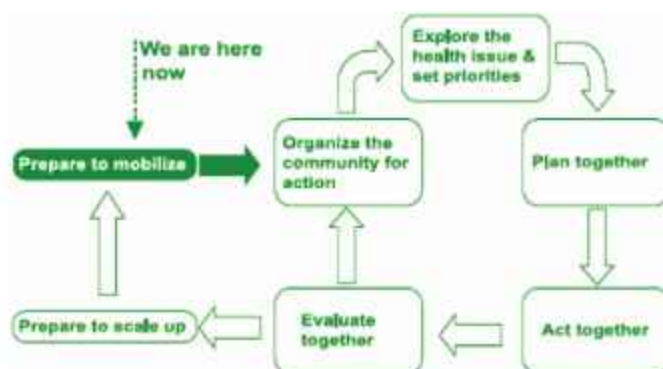 We are here
now
Explore the
health issue &
set priorities
Prepare to mobilize
Organize the
community for
action
Plan together
Prepare to scale up
Evaluate
together
Act together